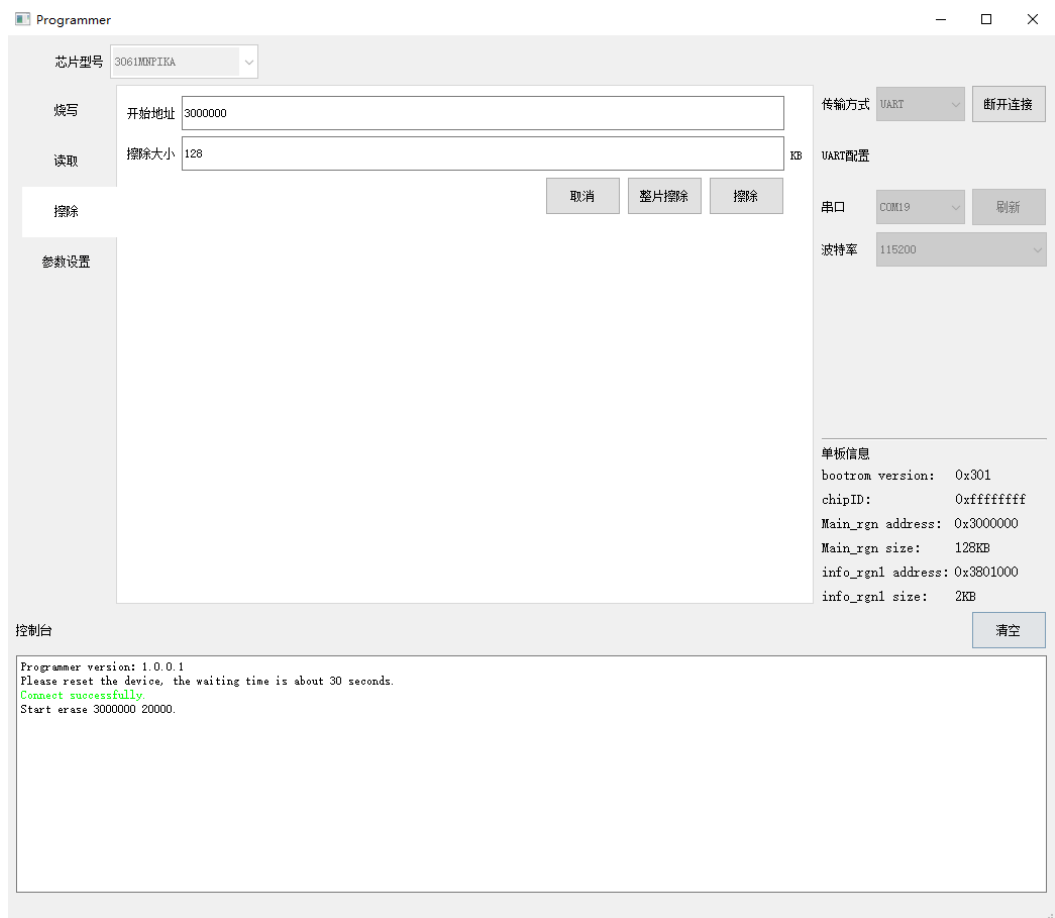 Programmer
芯片型号 3061MNPIKA
烧写
读取
擦除
参数设置
开始地址 3000000
擦除大小 128 KB
取消 整片擦除 擦除
传输方式 UART 断开连接
UART配置
串口 COM19 刷新
波特率 115200
单板信息
bootrom version: 0x301
chipID: 0xffffffff
Main_rgn address: 0x3000000
Main_rgn size: 128KB
info_rgn1 address: 0x3801000
info_rgn1 size: 2KB
控制台 清空
Programmer version: 1.0.0.1
Please reset the device, the waiting time is about 30 seconds.
Connect successfully.
Start erase 3000000 20000.